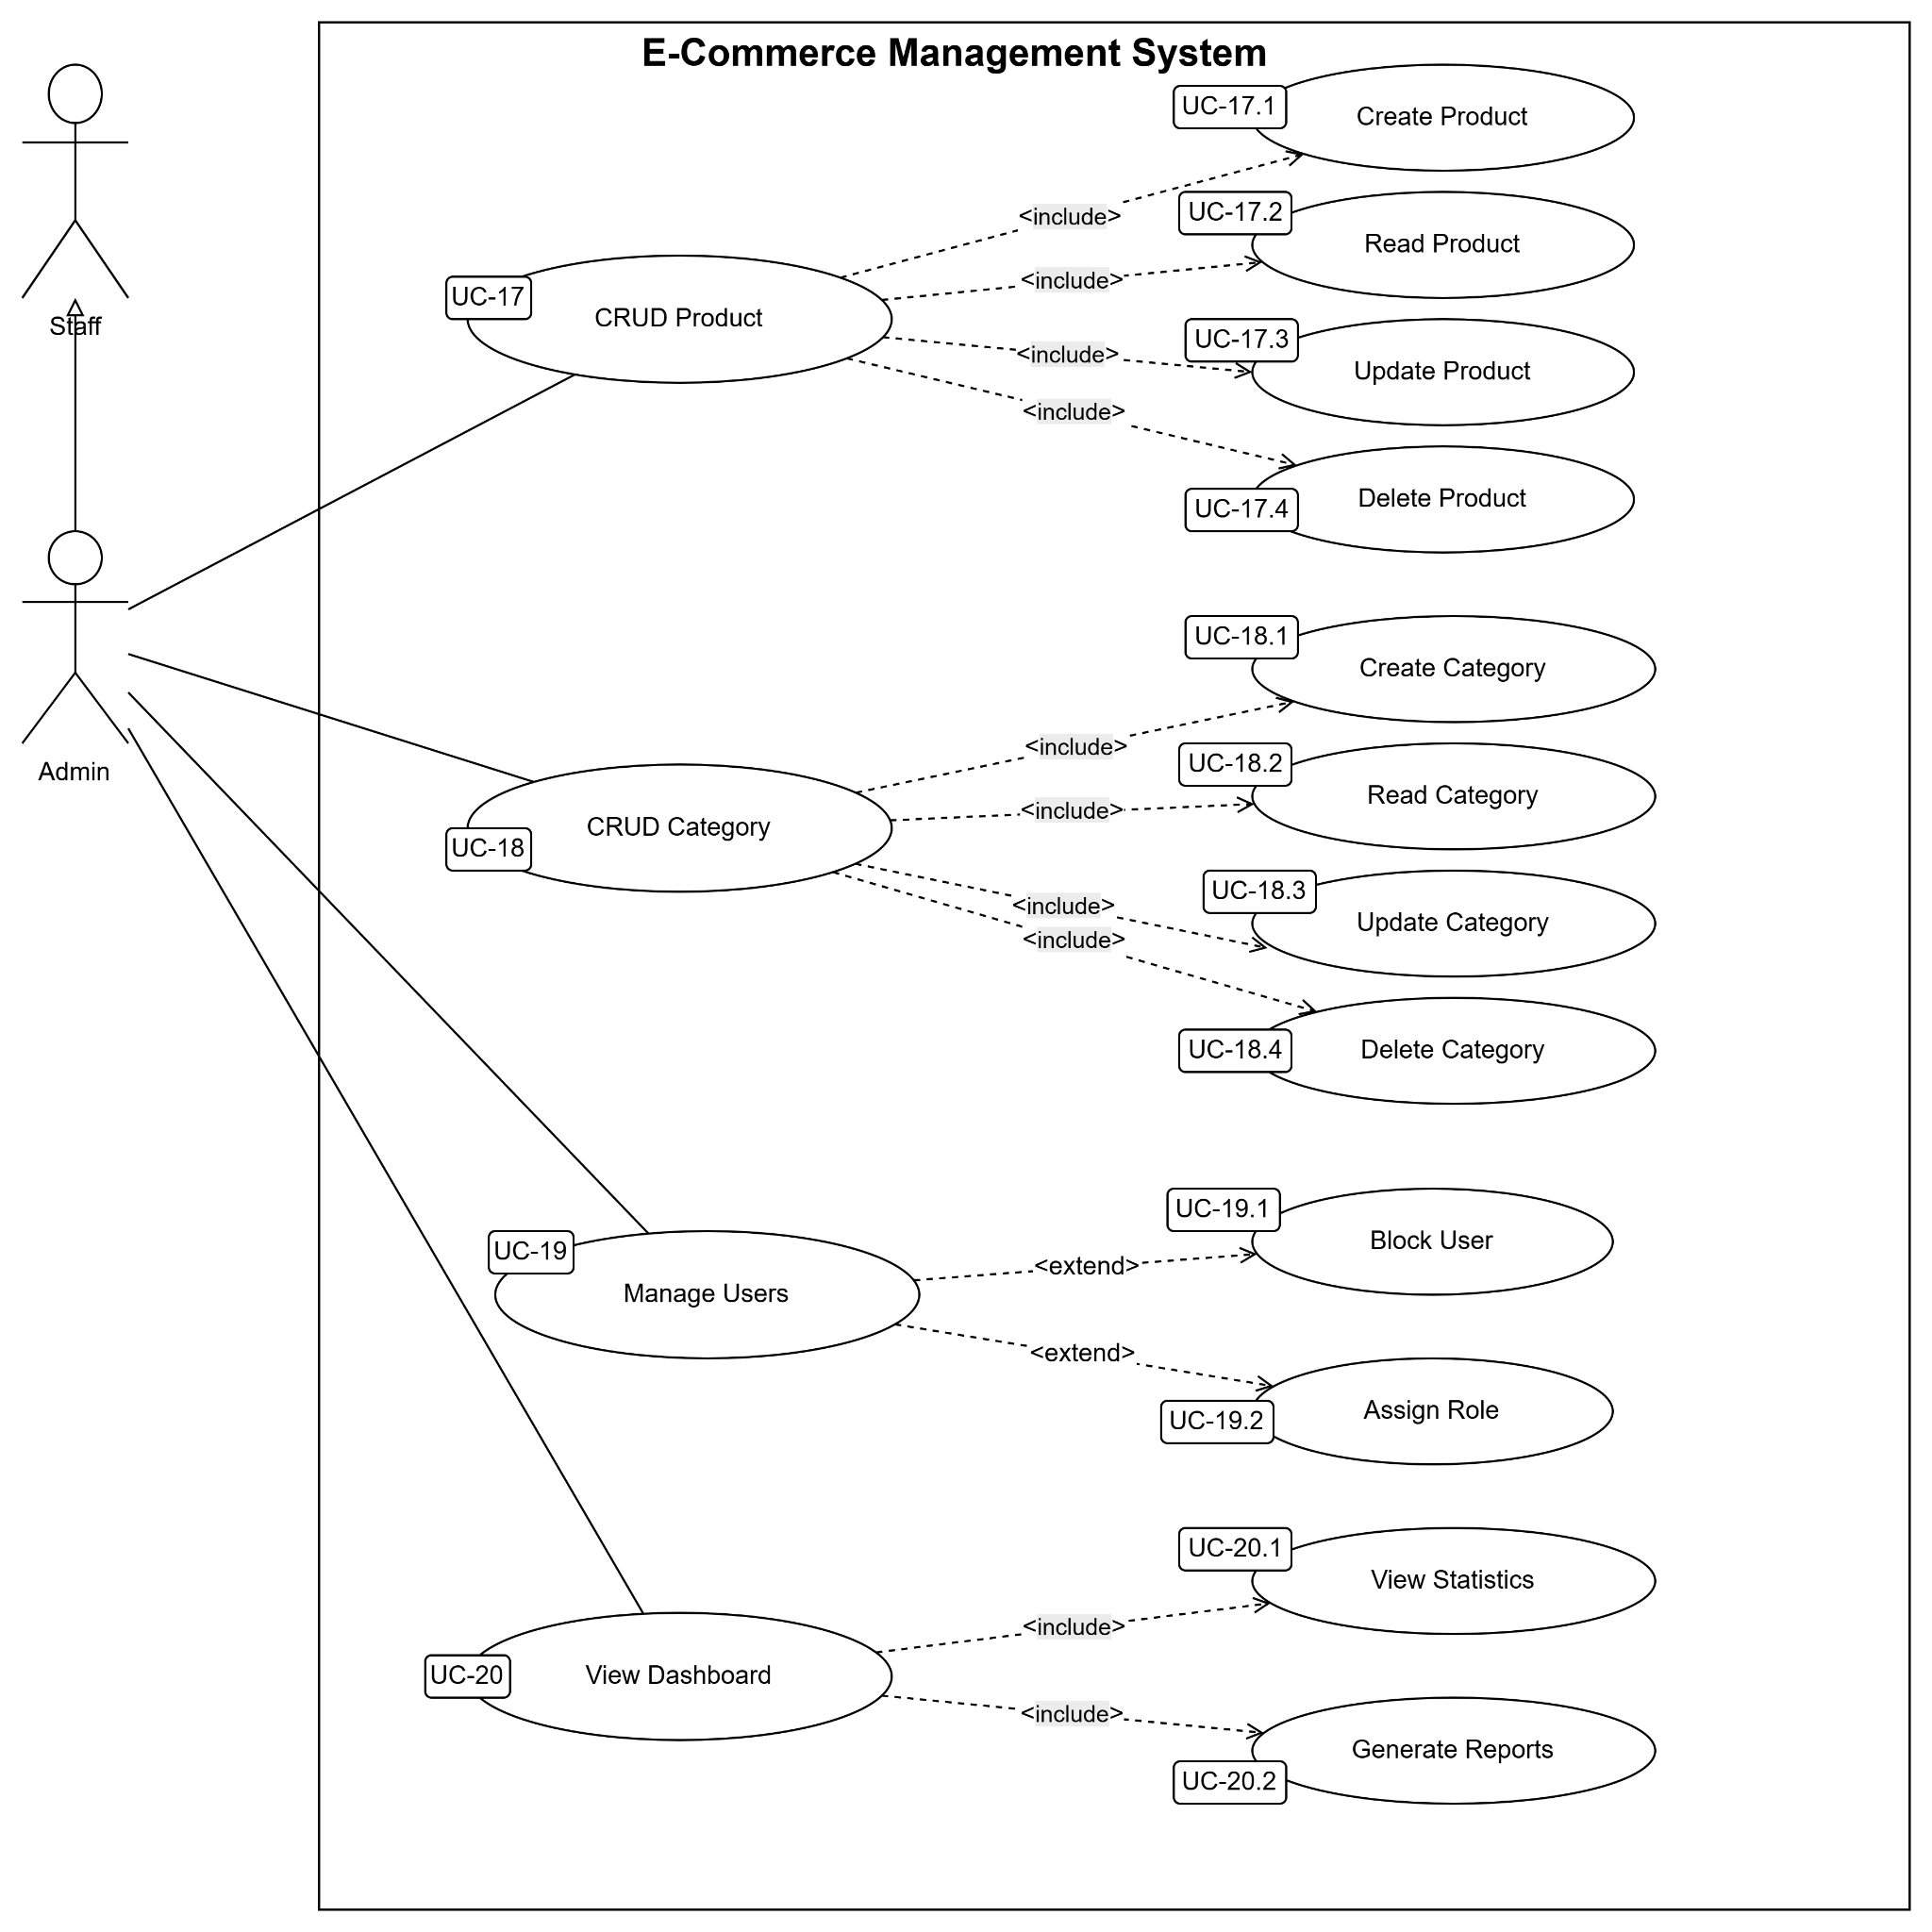 E-Commerce Management System
UC-17.1
Create Product
<include>
UC-17.2
Read Product
<include>
UC-17
CRUD Product
Staff
UC-17.3
Update Product
<include>
<include>
Delete Product
UC-17.4
UC-18.1
Create Category
Admin
<include>
UC-18.2
Read Category
<include>
CRUD Category
UC-18
UC-18.3
Update Category
<include>
<include>
UC-18.4
Delete Category
UC-19.1
Block User
UC-19
<extend>
Manage Users
<extend>
Assign Role
UC-19.2
UC-20.1
View Statistics
<include>
UC-20
View Dashboard
<include>
Generate Reports
UC-20.2